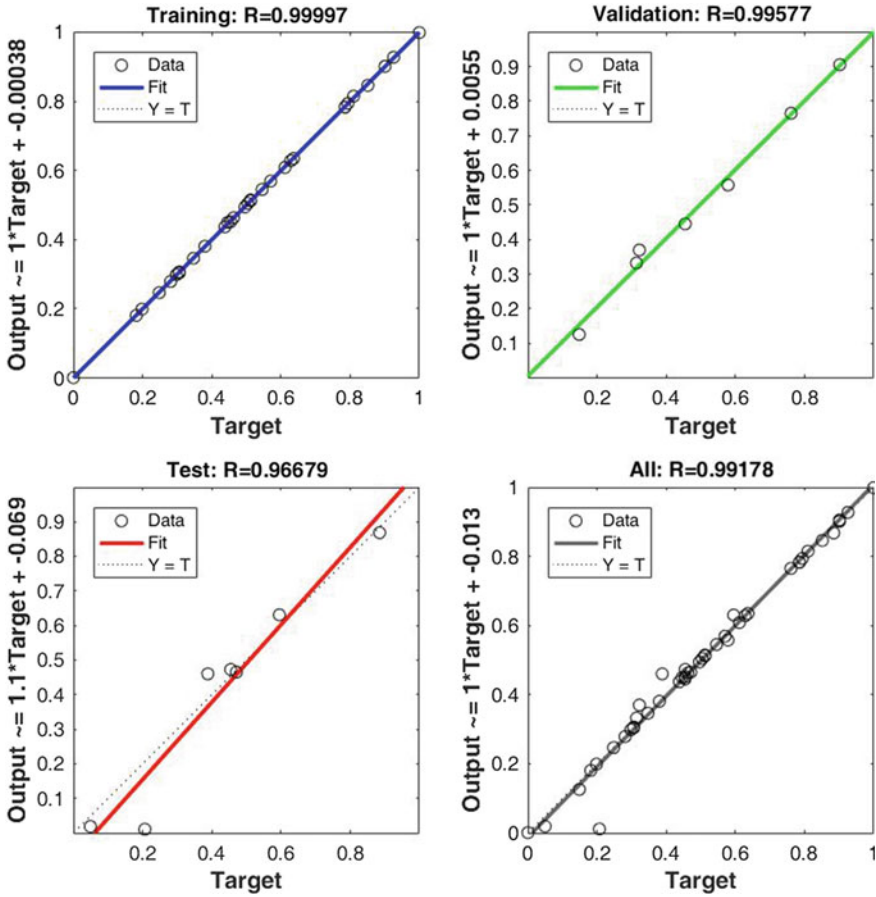 Training: R=0.99997
Output ~= 1*Target + -0.00038
1
0.8
0.6
0.4
0.2
0
Data
Fit
Y = T
0
0.2
0.4
0.6
0.8
1
Target
Validation: R=0.99577
Output ~= 1*Target + 0.0055
0.9
0.8
0.7
0.6
0.5
0.4
0.3
0.2
0.1
Data
Fit
Y = T
0.2
0.4
0.6
0.8
Target
Test: R=0.96679
Output ~= 1.1*Target + -0.069
0.9
0.8
0.7
0.6
0.5
0.4
0.3
0.2
0.1
Data
Fit
Y = T
0.2
0.4
0.6
0.8
Target
All: R=0.99178
Output ~= 1*Target + -0.013
1
0.8
0.6
0.4
0.2
0
Data
Fit
Y = T
0
0.2
0.4
0.6
0.8
1
Target